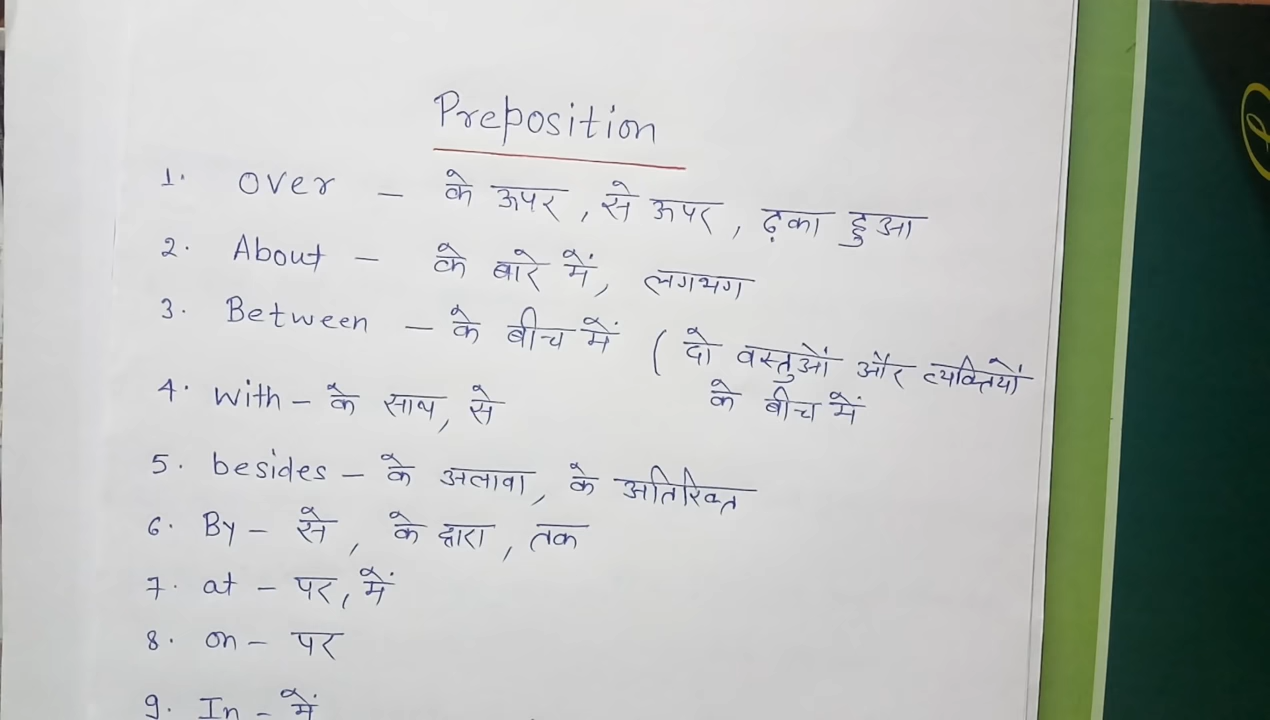 Preposition
1. over – के ऊपर, से ऊपर, ढ़का हुआ
2. About – के बारे में, लगभग
3. Between – के बीच में ( दो वस्तुओं और व्यक्तियों
के बीच में
4. with – के साथ, से
5. besides – के अलावा, के अतिरिक्त
6. By – से, के द्वारा, तक
7. at – पर, में
8. on – पर
9. In – में